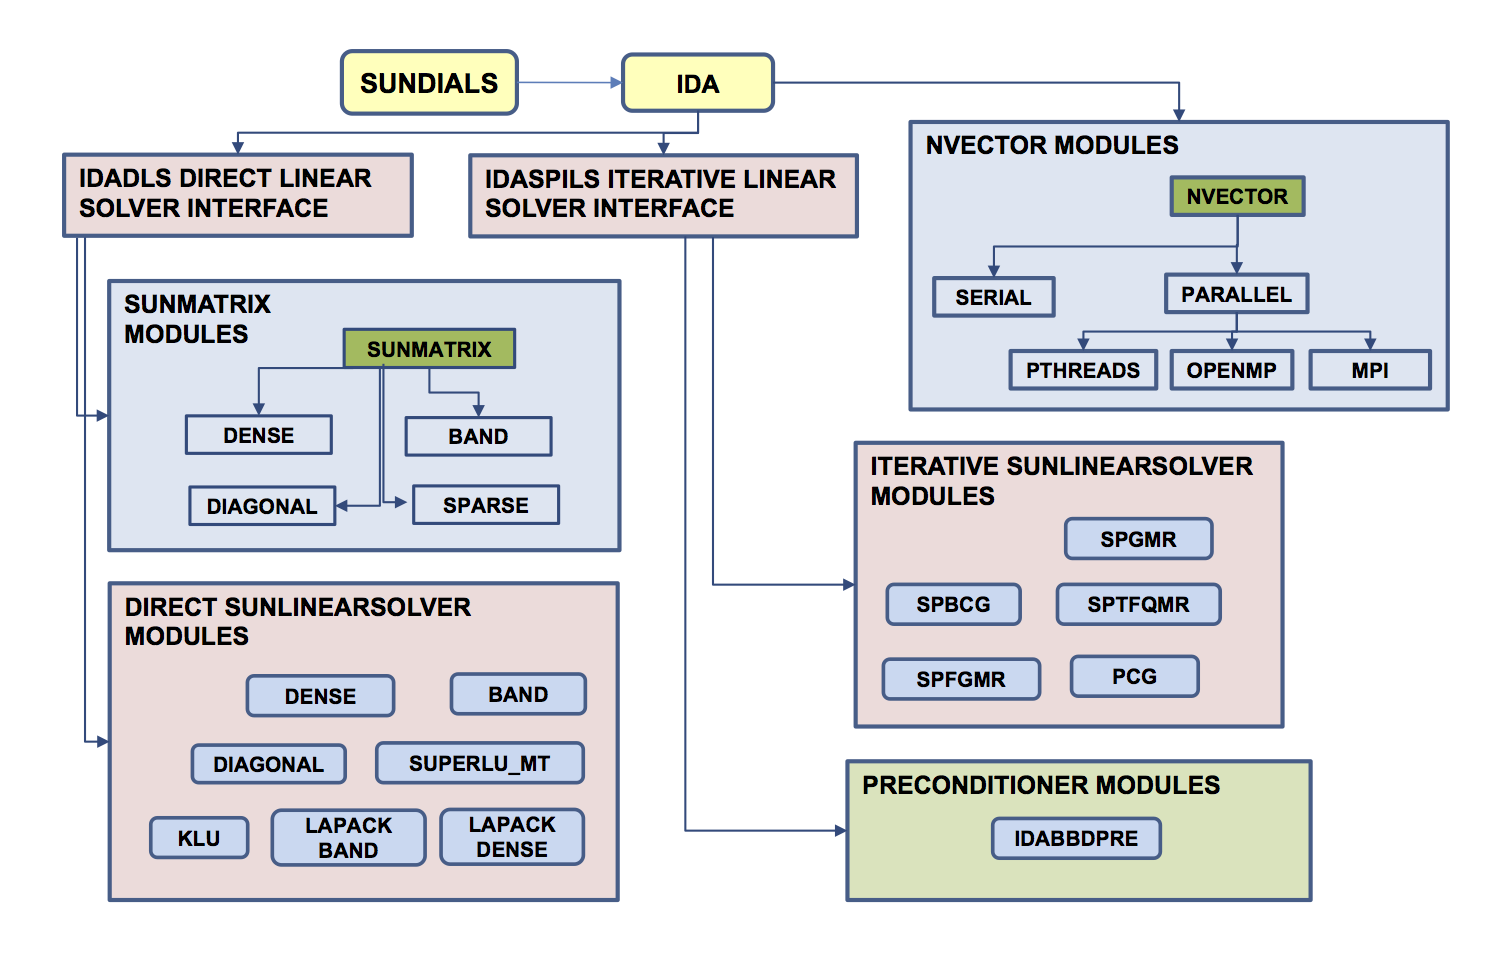 SUNDIALS
IDA
IDADLS DIRECT LINEAR
SOLVER INTERFACE
IDASPILS ITERATIVE LINEAR
SOLVER INTERFACE
NVECTOR MODULES
NVECTOR
SERIAL
PARALLEL
PTHREADS
OPENMP
MPI
SUNMATRIX
MODULES
SUNMATRIX
DENSE
BAND
DIAGONAL
SPARSE
DIRECT SUNLINEARSOLVER
MODULES
DENSE
BAND
DIAGONAL
SUPERLU_MT
KLU
LAPACK
BAND
LAPACK
DENSE
ITERATIVE SUNLINEARSOLVER
MODULES
SPGMR
SPBCG
SPTFQMR
SPFGMR
PCG
PRECONDITIONER MODULES
IDABBDPRE